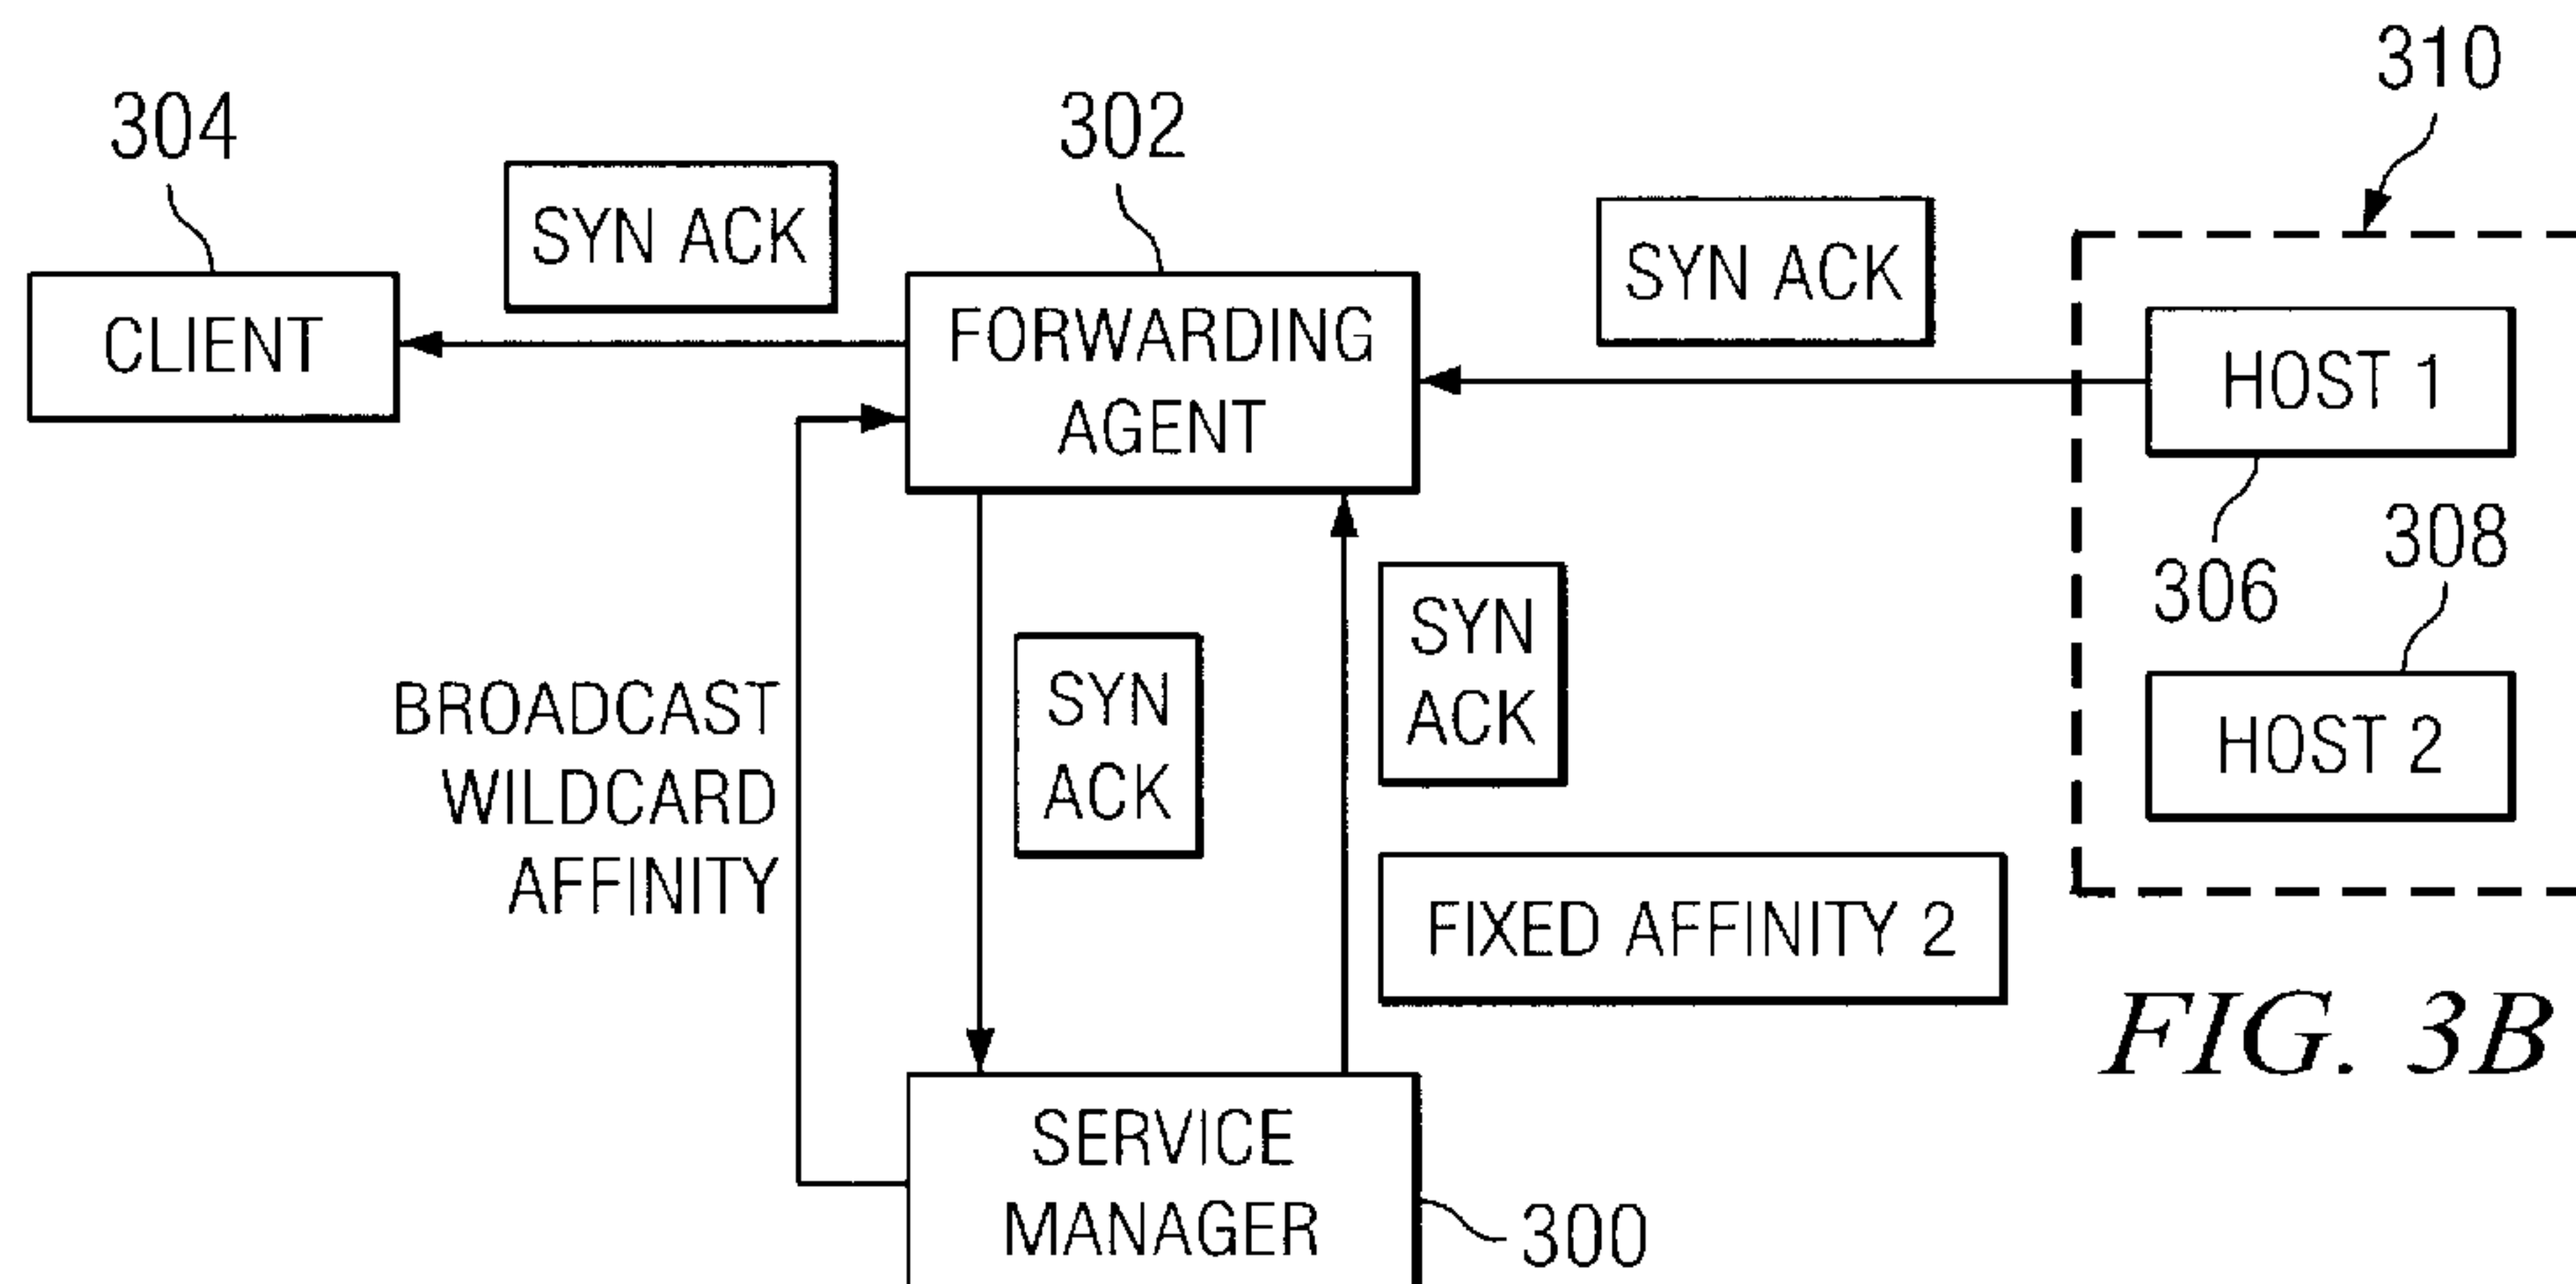 310
304
302
SYN ACK
SYN ACK
CLIENT
FORWARDING
AGENT
HOST 1
306
308
HOST 2
BROADCAST
WILDCARD
AFFINITY
SYN
ACK
SYN
ACK
FIXED AFFINITY 2
FIG. 3B
SERVICE
MANAGER
300